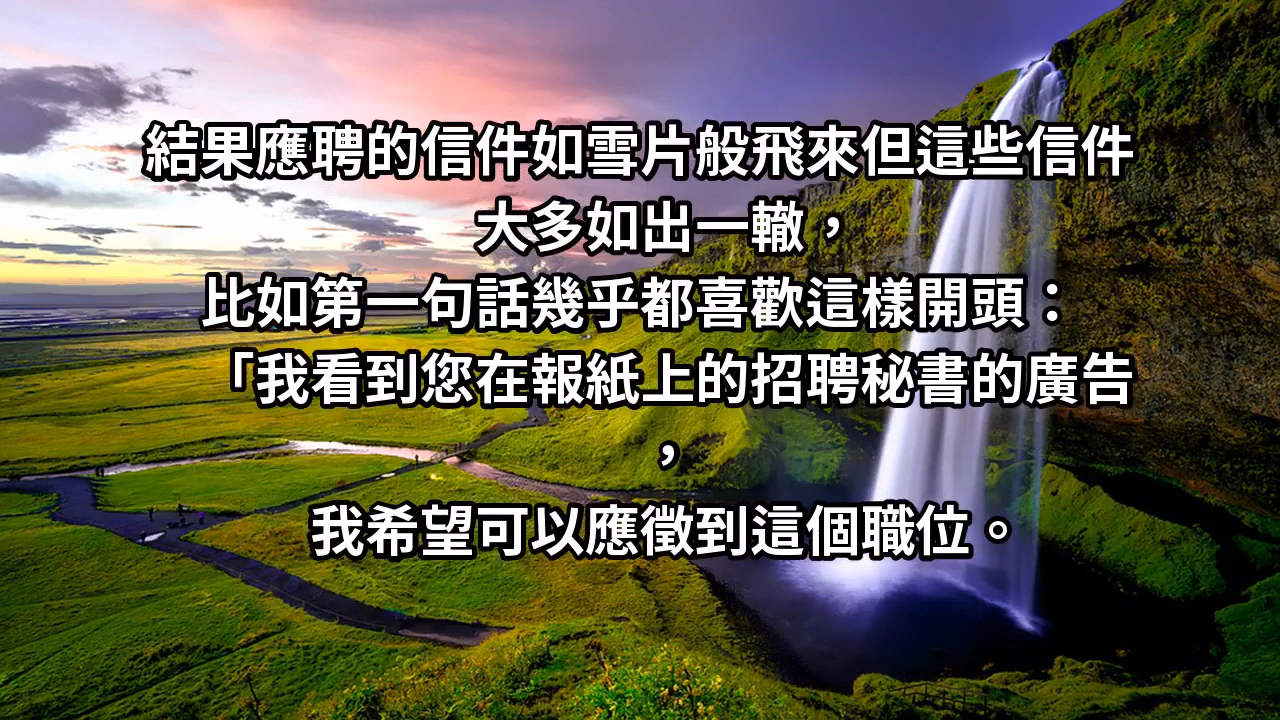 結果應聘的信件如雪片般飛來但這些信件
大多如出一轍，
比如第一句話幾乎都喜歡這樣開頭：
「我看到您在報紙上的招聘秘書的廣告
，
我希望可以應徵到這個職位。